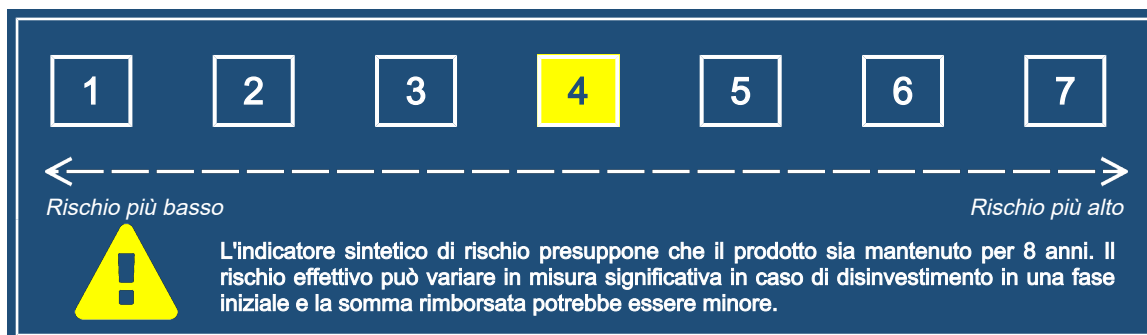 1 2 3 4 5 6 7
Rischio più basso Rischio più alto
L'indicatore sintetico di rischio presuppone che il prodotto sia mantenuto per 8 anni. Il
rischio effettivo può variare in misura significativa in caso di disinvestimento in una fase
iniziale e la somma rimborsata potrebbe essere minore.